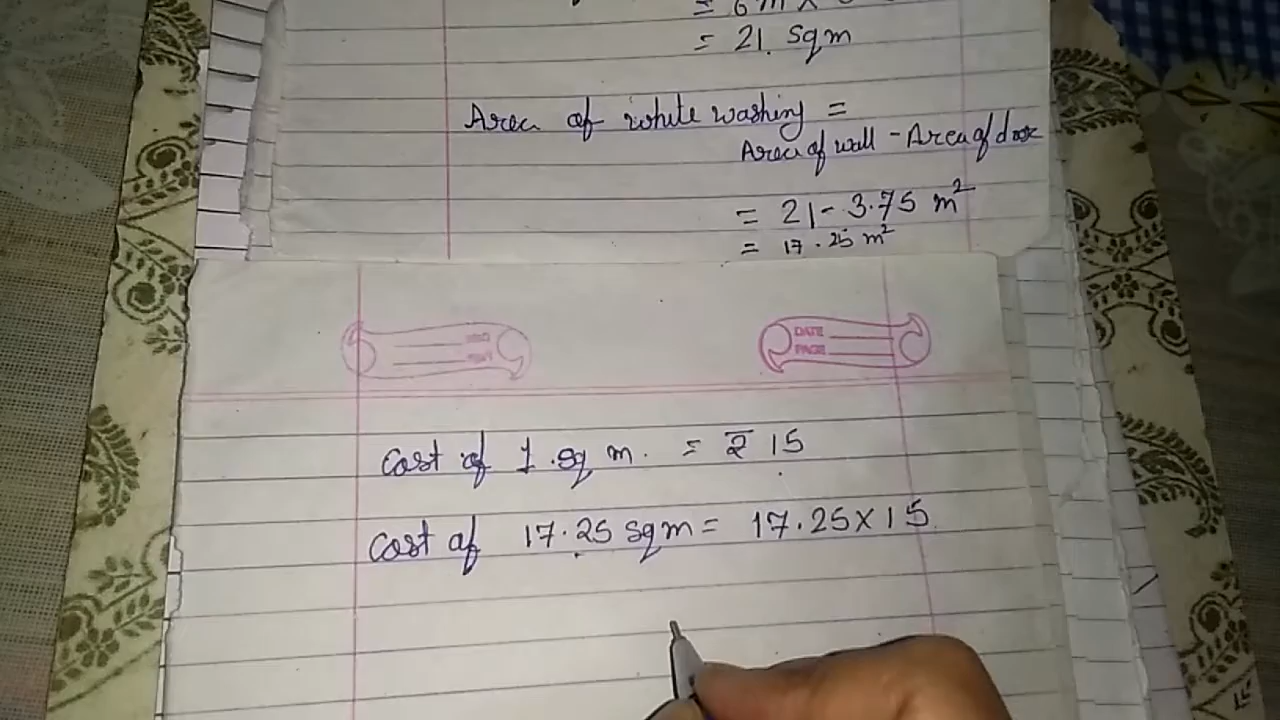 = 6 m x
= 21 sqm
Area of white washing =
Area of wall - Area of door
= 21 - 3.75 m²
= 17.25 m²
DATE
PAGE
cost of 1 sq m. = ₹ 15
cost of 17.25 sqm = 17.25 x 15